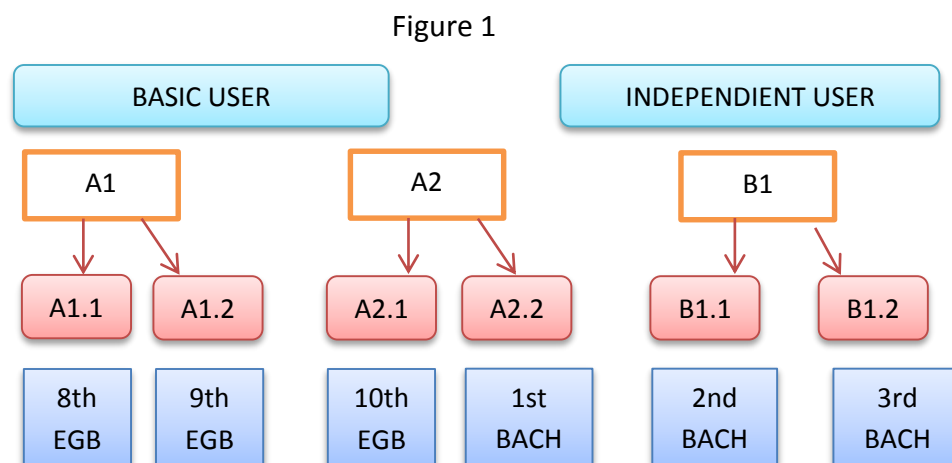 Figure 1
BASIC USER
INDEPENDIENT USER
A1
A2
B1
A1.1
A1.2
A2.1
A2.2
B1.1
B1.2
8th
EGB
9th
EGB
10th
EGB
1st
BACH
2nd
BACH
3rd
BACH